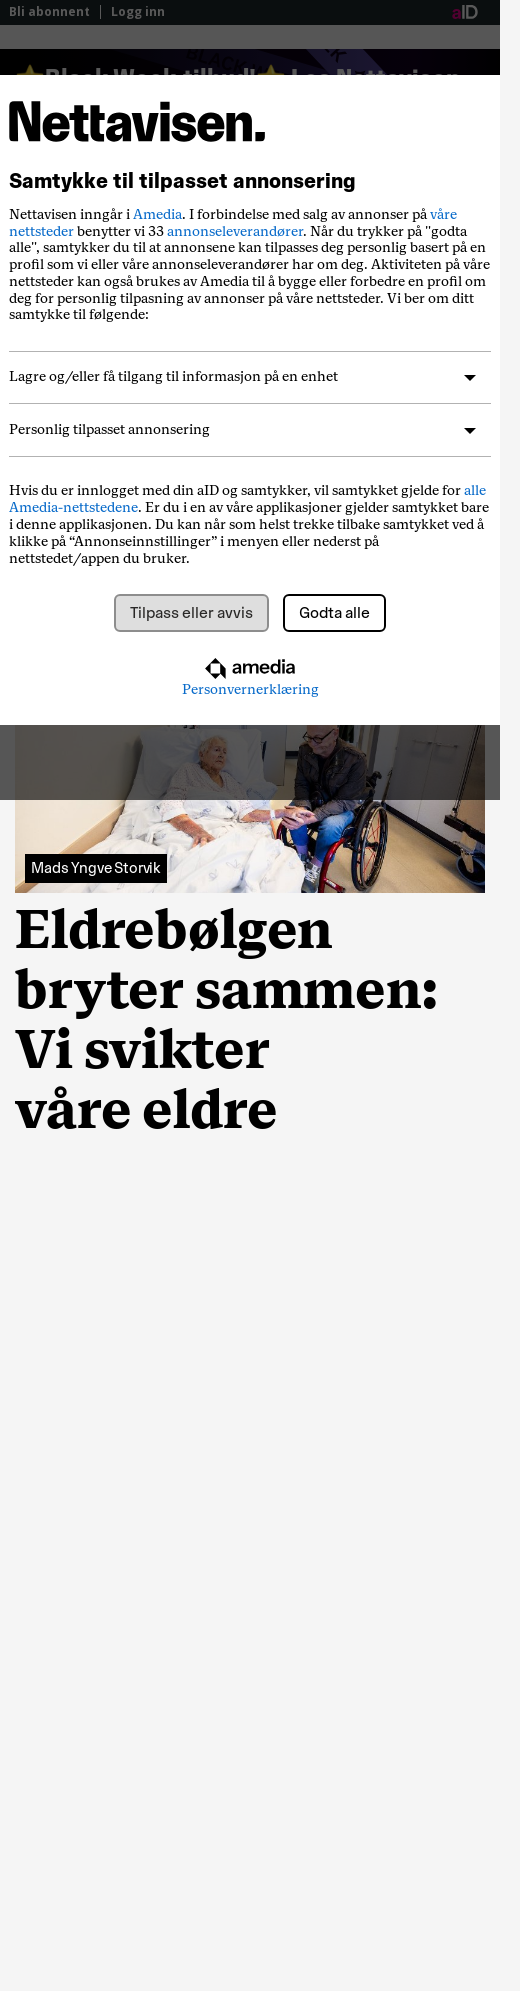 Bli abonnent | Logg inn
aID
Nettavisen.
Samtykke til tilpasset annonsering
Nettavisen inngår i Amedia. I forbindelse med salg av annonser på våre
nettsteder benytter vi 33 annonseleverandører. Når du trykker på "godta
alle", samtykker du til at annonsene kan tilpasses deg personlig basert på en
profil som vi eller våre annonseleverandører har om deg. Aktiviteten på våre
nettsteder kan også brukes av Amedia til å bygge eller forbedre en profil om
deg for personlig tilpasning av annonser på våre nettsteder. Vi ber om ditt
samtykke til følgende:
Lagre og/eller få tilgang til informasjon på en enhet
Personlig tilpasset annonsering
Hvis du er innlogget med din aID og samtykker, vil samtykket gjelde for alle
Amedia-nettstedene. Er du i en av våre applikasjoner gjelder samtykket bare
i denne applikasjonen. Du kan når som helst trekke tilbake samtykket ved å
klikke på “Annonseinnstillinger” i menyen eller nederst på
nettstedet/appen du bruker.
Tilpass eller avvis
Godta alle
amedia
Personvernerklæring
Mads Yngve Storvik
Eldrebølgen
bryter sammen:
Vi svikter
våre eldre